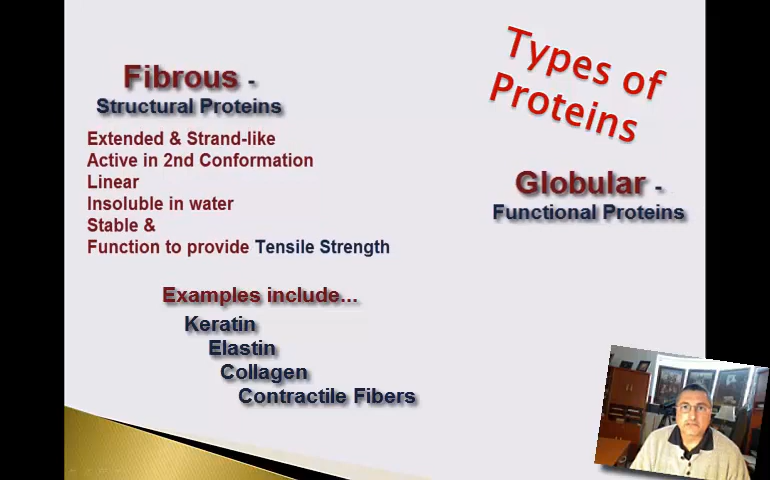 Types of
Proteins
Fibrous -
Structural Proteins
Extended & Strand-like
Active in 2nd Conformation
Linear
Insoluble in water
Stable &
Function to provide Tensile Strength
Examples include...
Keratin
Elastin
Collagen
Contractile Fibers
Globular -
Functional Proteins